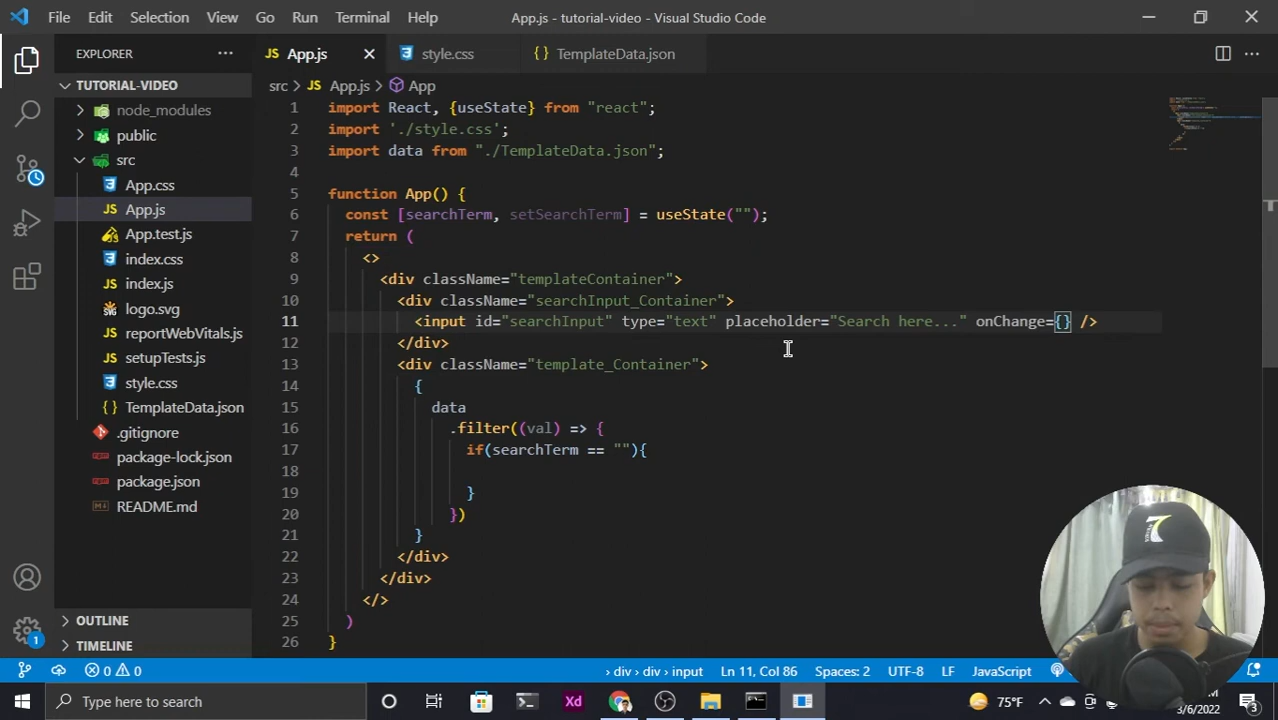 File Edit Selection View Go Run Terminal Help App.js - tutorial-video - Visual Studio Code
EXPLORER ... App.js style.css {} TemplateData.json
TUTORIAL-VIDEO
node_modules
public
src
App.css
App.js
App.test.js
index.css
index.js
logo.svg
reportWebVitals.js
setupTests.js
style.css
TemplateData.json
.gitignore
package-lock.json
package.json
README.md
OUTLINE
TIMELINE
src > JS App.js > App
1 import React, {useState} from "react";
2 import './style.css';
3 import data from "./TemplateData.json";
4
5 function App() {
6 const [searchTerm, setSearchTerm] = useState("");
7 return (
8 <>
9 <div className="templateContainer">
10 <div className="searchInput_Container">
11 <input id="searchInput" type="text" placeholder="Search here..." onChange={} />
12 </div>
13 <div className="template_Container">
14 {
15 data
16 .filter((val) => {
17 if(searchTerm == ""){
18
19 }
20 })
21 }
22 </div>
23 </div>
24 </>
25 )
26 }
7
0 0 › div › div › input Ln 11, Col 86 Spaces: 2 UTF-8 LF JavaScript
Type here to search Xd 75°F 3/6/2022 3